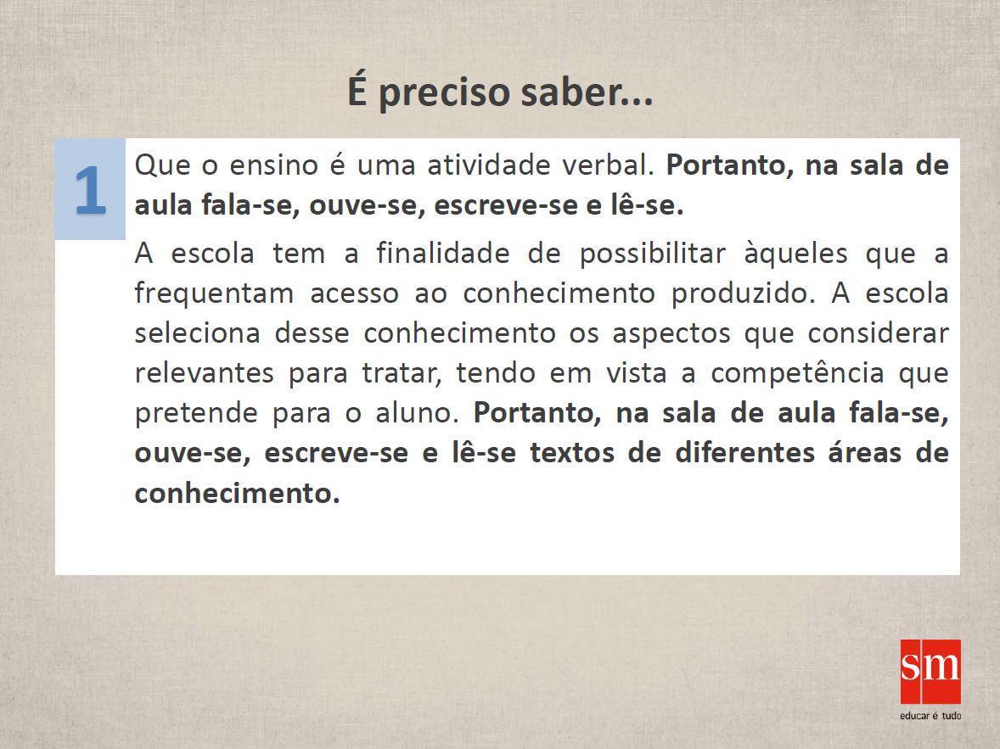 É preciso saber...
1
Que o ensino é uma atividade verbal. Portanto, na sala de
aula fala-se, ouve-se, escreve-se e lê-se.
A escola tem a finalidade de possibilitar àqueles que a
frequentam acesso ao conhecimento produzido. A escola
seleciona desse conhecimento os aspectos que considerar
relevantes para tratar, tendo em vista a competência que
pretende para o aluno. Portanto, na sala de aula fala-se,
ouve-se, escreve-se e lê-se textos de diferentes áreas de
conhecimento.
sm
educar é tudo